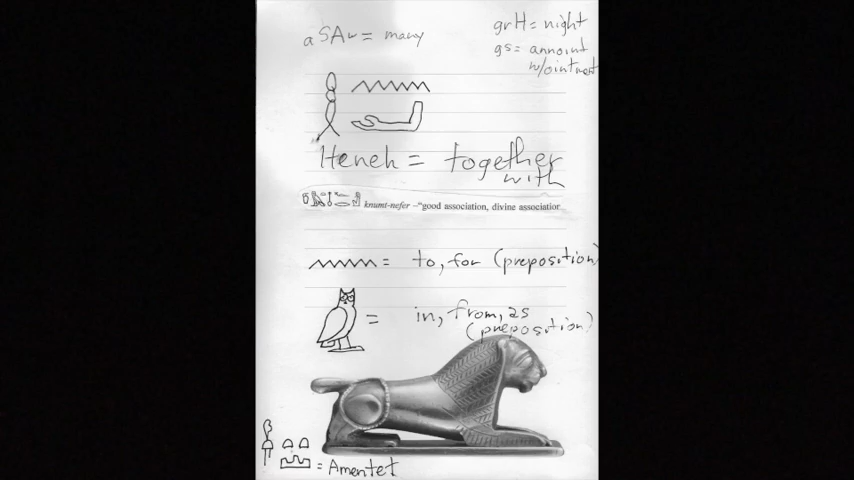 aSAw = many
grH = night
gs = annoint
w/ointment
Heneh = together
with
knumt-nefer –"good association, divine association
= to, for (preposition)
= in, from, as
(preposition)
= Amentet